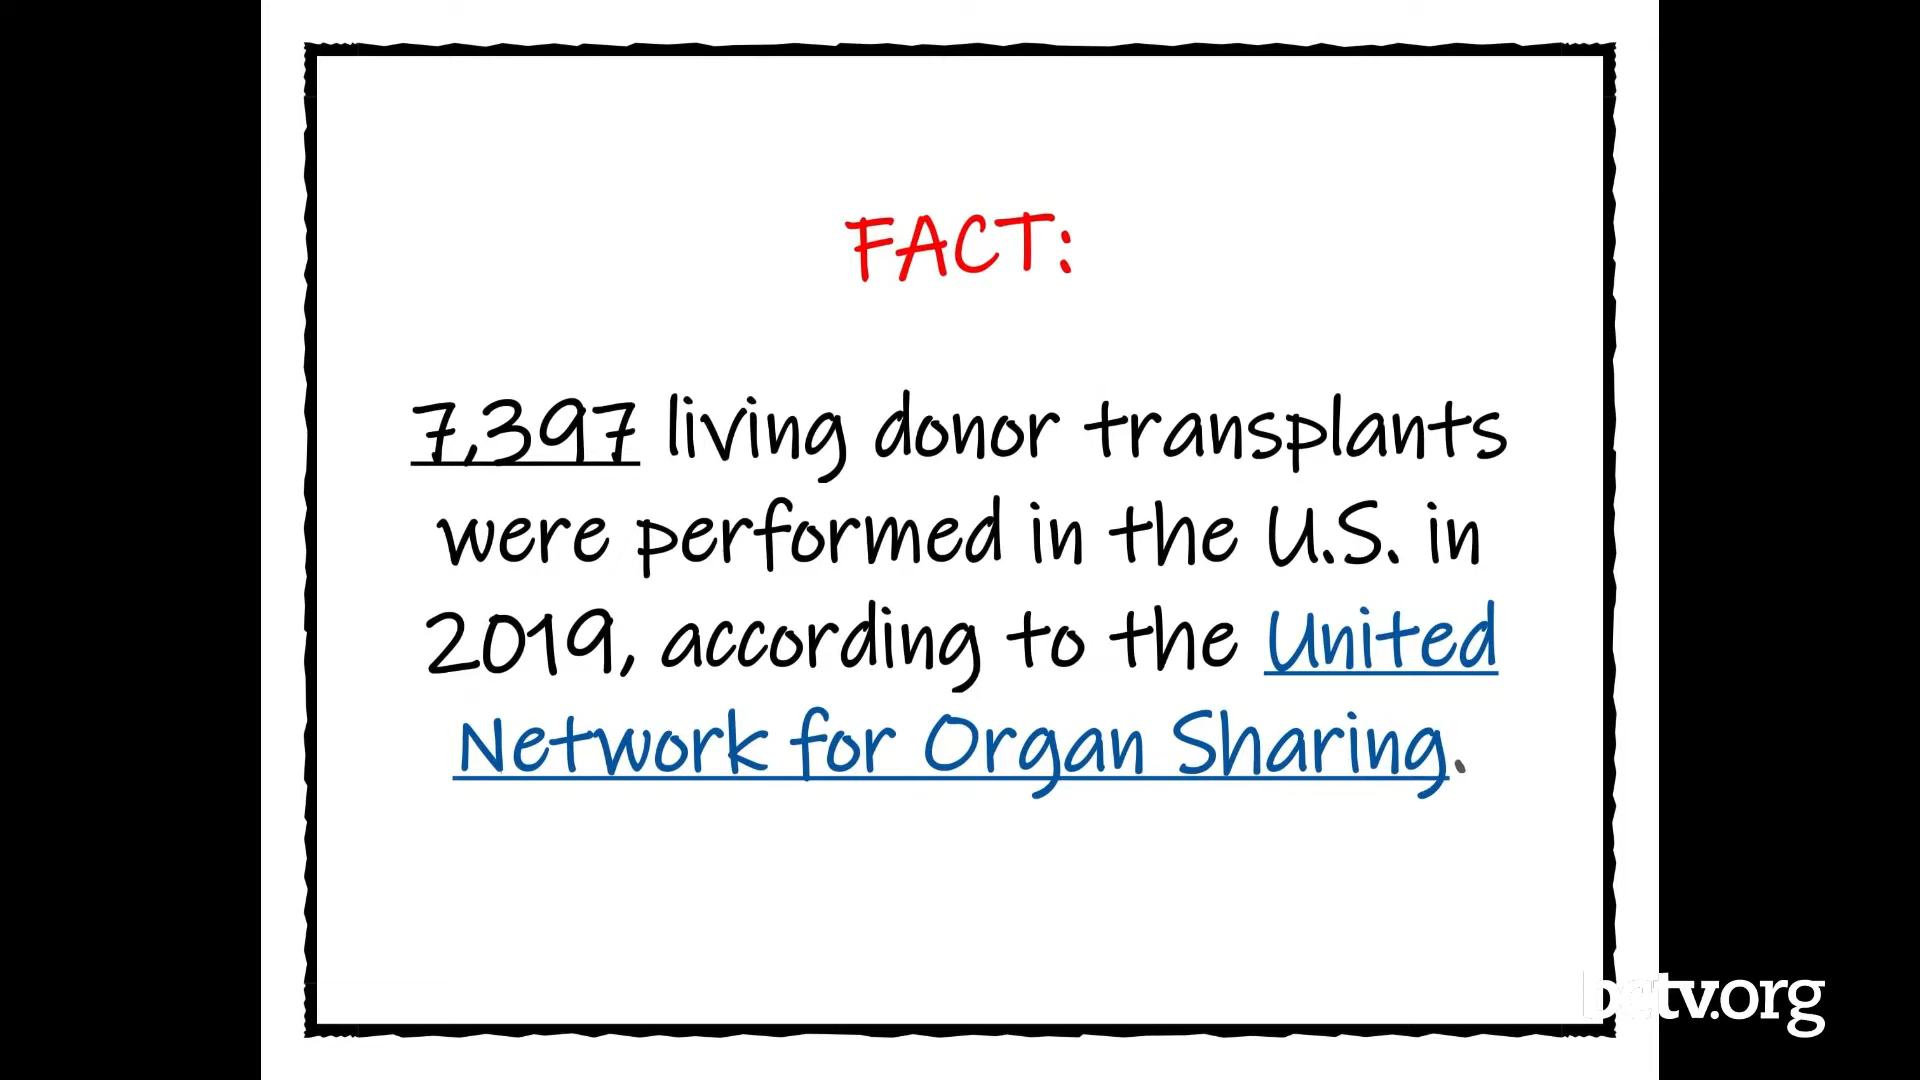 FACT:
7,397 living donor transplants
were performed in the U.S. in
2019, according to the United
Network for Organ Sharing.
bctv.org